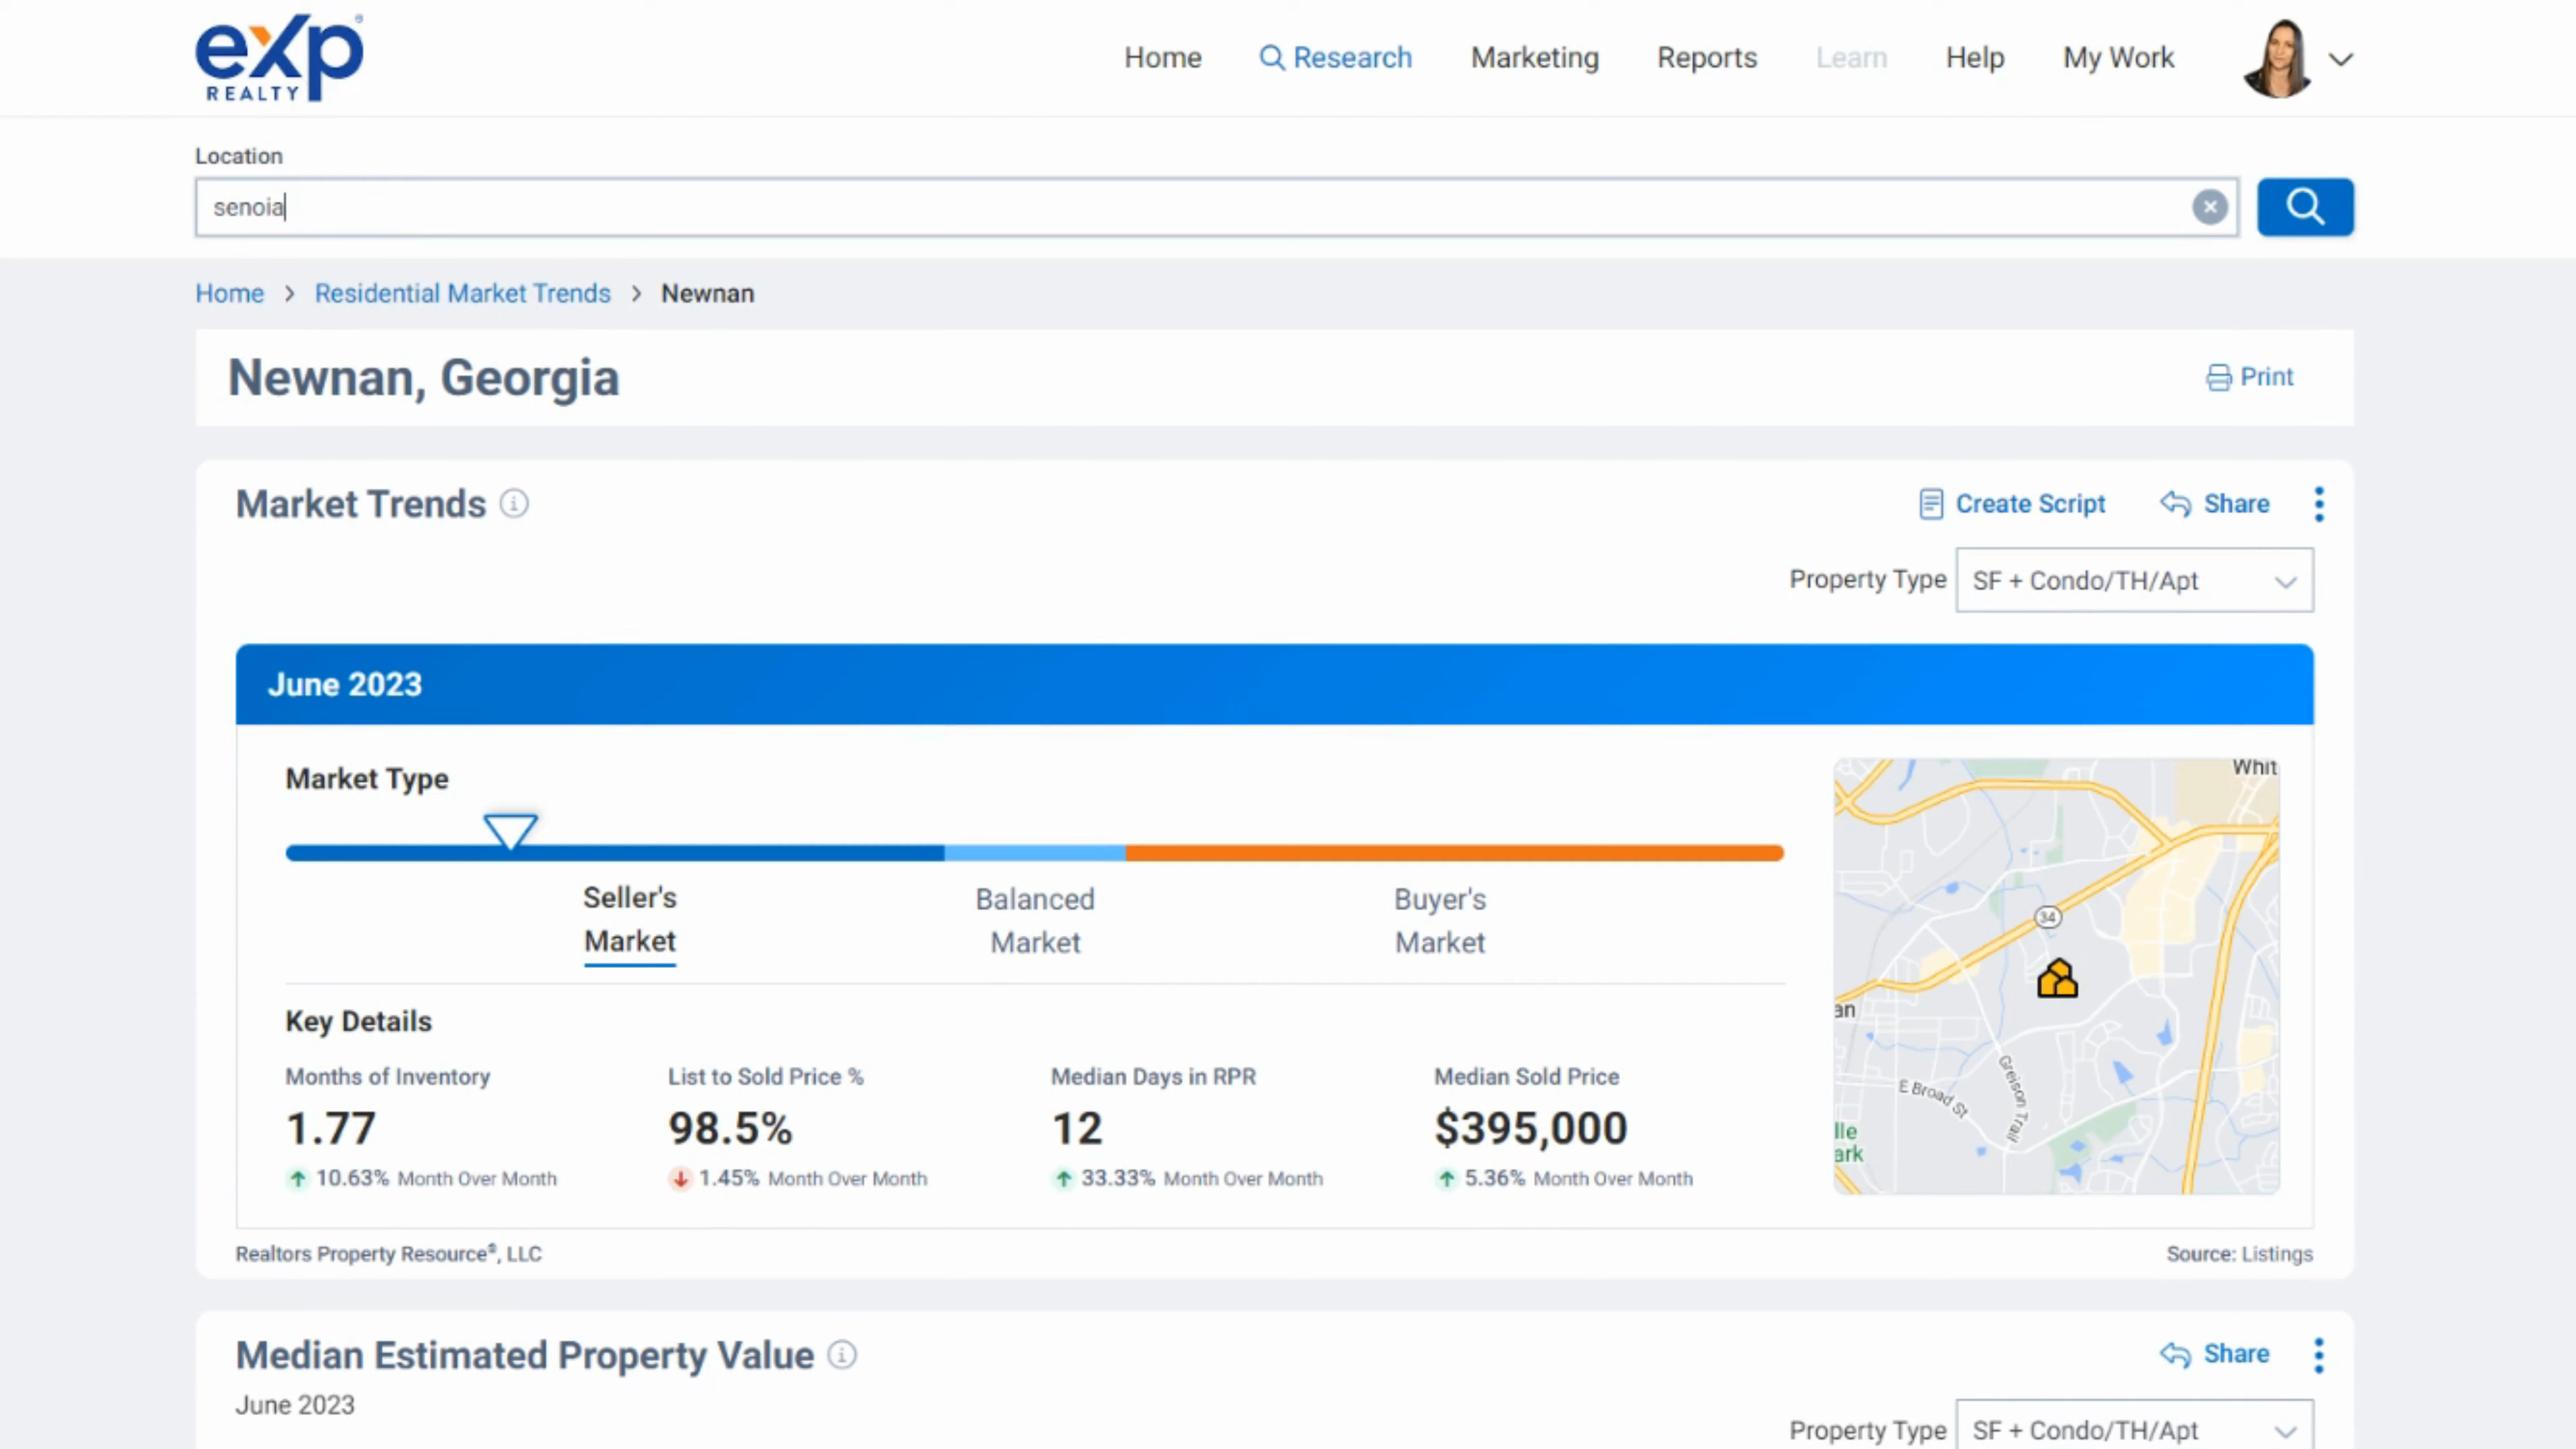 eXp®
REALTY
Home Research Marketing Reports Learn Help My Work
Location
senoia
Home > Residential Market Trends > Newnan
Newnan, Georgia
Print
Market Trends
Create Script Share
Property Type SF + Condo/TH/Apt
June 2023
Market Type
Seller's Market
Balanced Market
Buyer's Market
Key Details
Months of Inventory
1.77
10.63% Month Over Month
List to Sold Price %
98.5%
1.45% Month Over Month
Median Days in RPR
12
33.33% Month Over Month
Median Sold Price
$395,000
5.36% Month Over Month
Whit
34
an
E Broad St
Greison Trail
lle
ark
Realtors Property Resource®, LLC
Source: Listings
Median Estimated Property Value
Share
June 2023
Property Type SF + Condo/TH/Apt